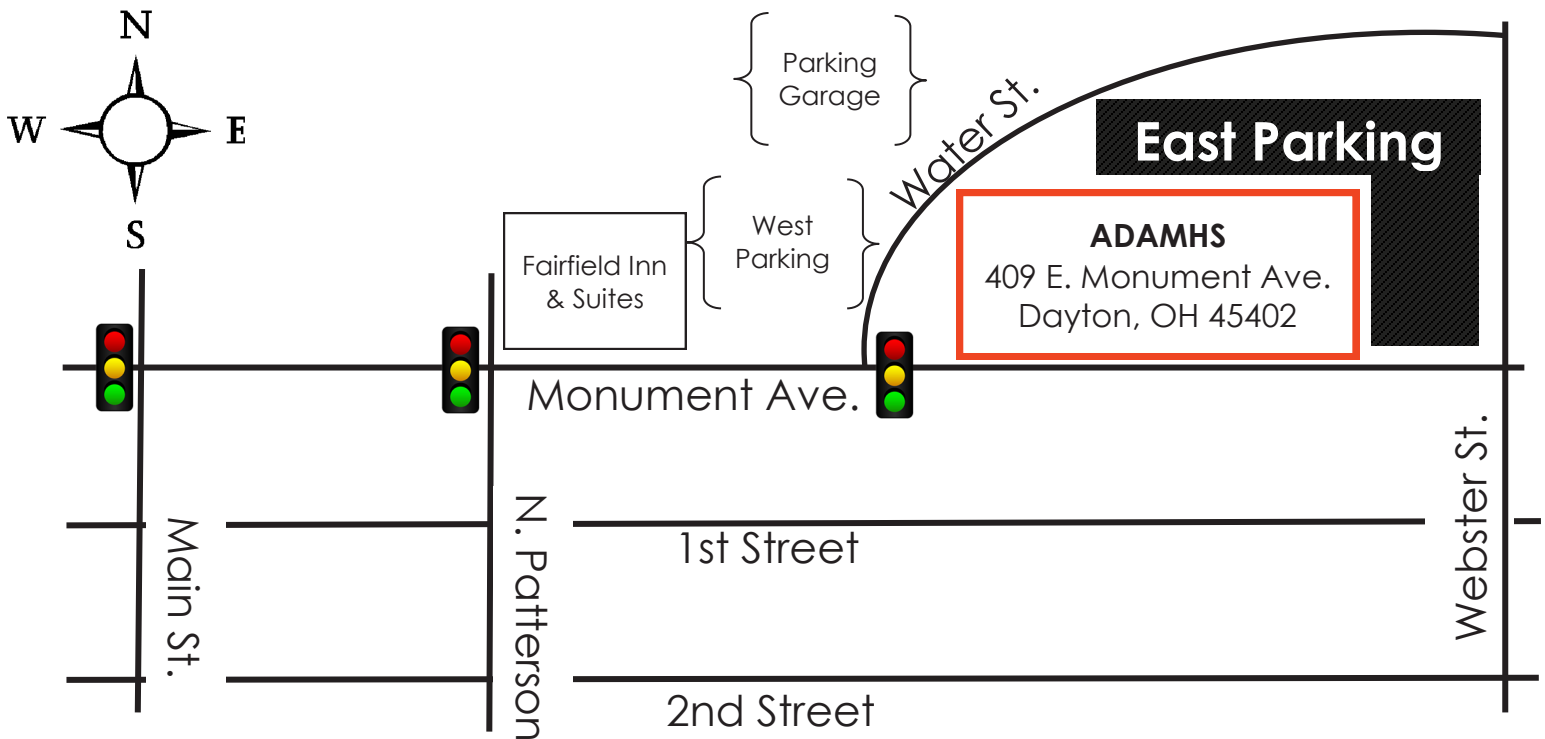 N
W
E
S
Parking
Garage
Water St.
East Parking
West
Parking
Fairfield Inn
& Suites
ADAMHS
409 E. Monument Ave.
Dayton, OH 45402
Monument Ave.
Main St.
N. Patterson
1st Street
Webster St.
2nd Street